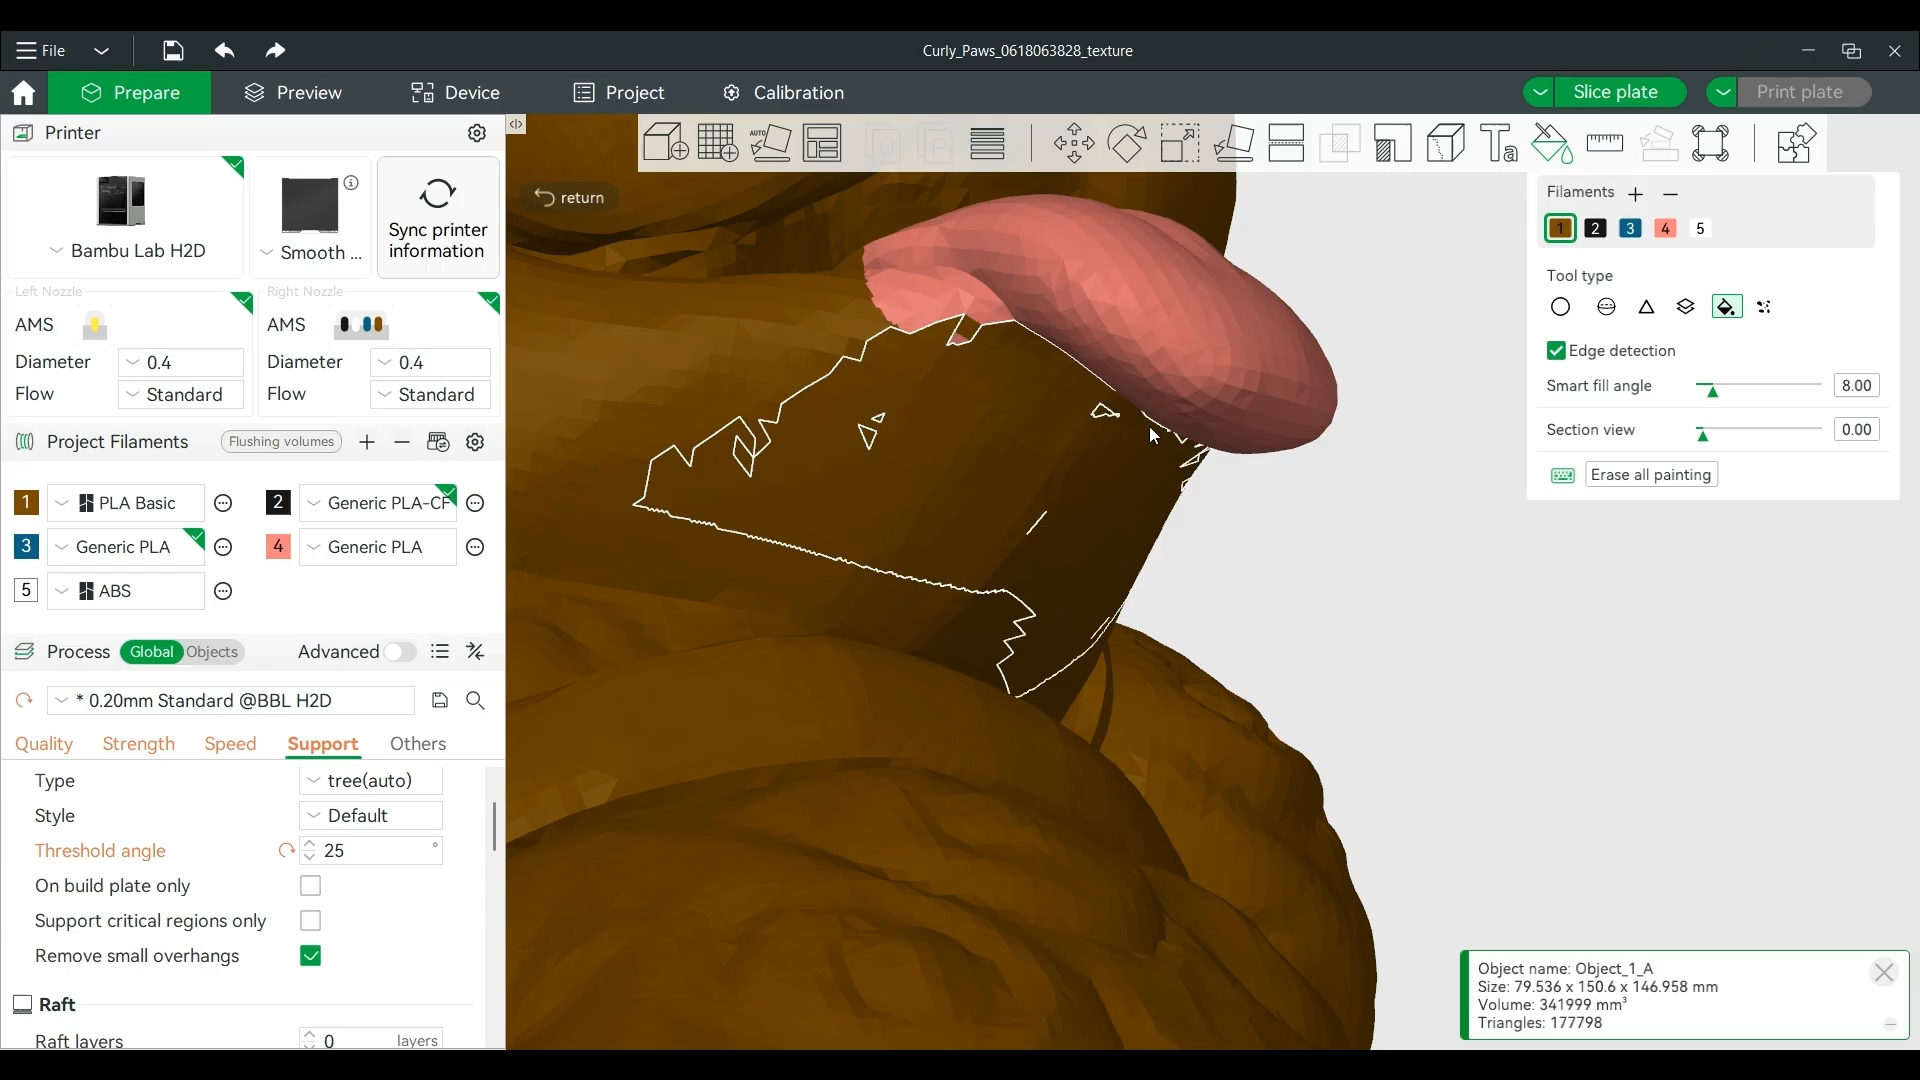 File
Curly_Paws_0618063828_texture
Prepare
Preview
Device
Project
Calibration
Slice plate
Print plate
Printer
Bambu Lab H2D
Smooth ...
Sync printer
information
Left Nozzle
AMS
Diameter 0.4
Flow Standard
Right Nozzle
AMS
Diameter 0.4
Flow Standard
Project Filaments Flushing volumes
1 PLA Basic
2 Generic PLA-CF
3 Generic PLA
4 Generic PLA
5 ABS
Process Global Objects Advanced
* 0.20mm Standard @BBL H2D
Quality Strength Speed Support Others
Type tree(auto)
Style Default
Threshold angle 25 °
On build plate only
Support critical regions only
Remove small overhangs
Raft
Raft layers 0 layers
AUTO
return
Filaments
1 2 3 4 5
Tool type
Edge detection
Smart fill angle 8.00
Section view 0.00
Erase all painting
Object name: Object_1_A
Size: 79.536 x 150.6 x 146.958 mm
Volume: 341999 mm³
Triangles: 177798